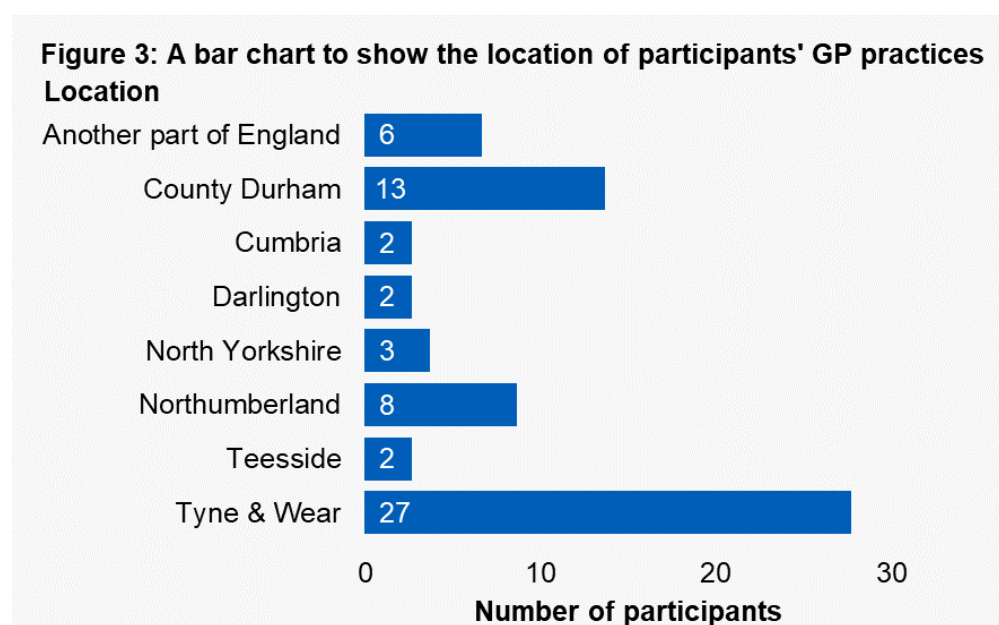 Figure 3: A bar chart to show the location of participants' GP practices
Location
Another part of England 6
County Durham 13
Cumbria 2
Darlington 2
North Yorkshire 3
Northumberland 8
Teesside 2
Tyne & Wear 27
0 10 20 30
Number of participants